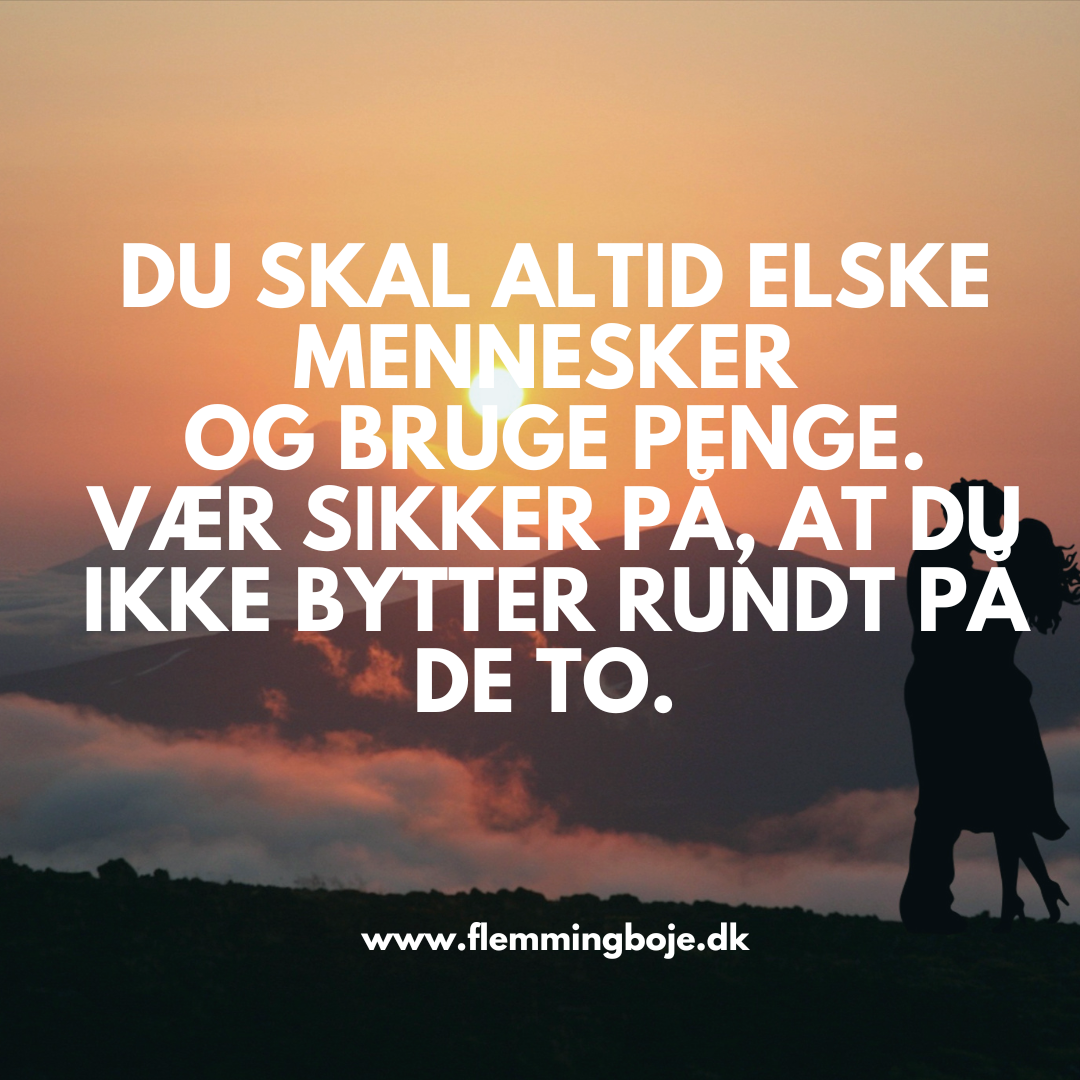 DU SKAL ALTID ELSKE
MENNESKER
OG BRUGE PENGE.
VÆR SIKKER PÅ, AT DU
IKKE BYTTER RUNDT PÅ
DE TO.
www.flemmingboje.dk